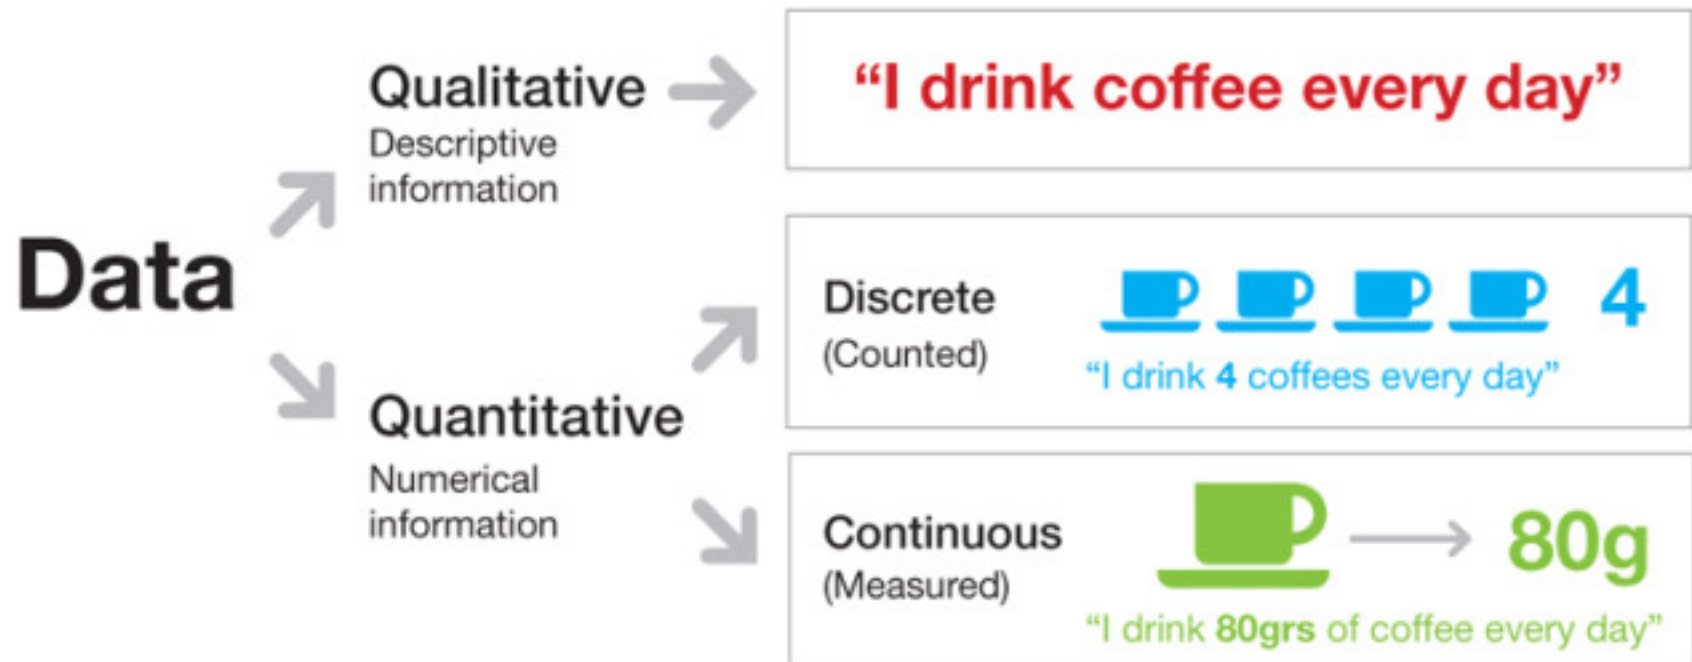 Data
Qualitative
Descriptive
information
“I drink coffee every day”
Quantitative
Numerical
information
Discrete
(Counted)
4
“I drink 4 coffees every day”
Continuous
(Measured)
80g
“I drink 80grs of coffee every day”